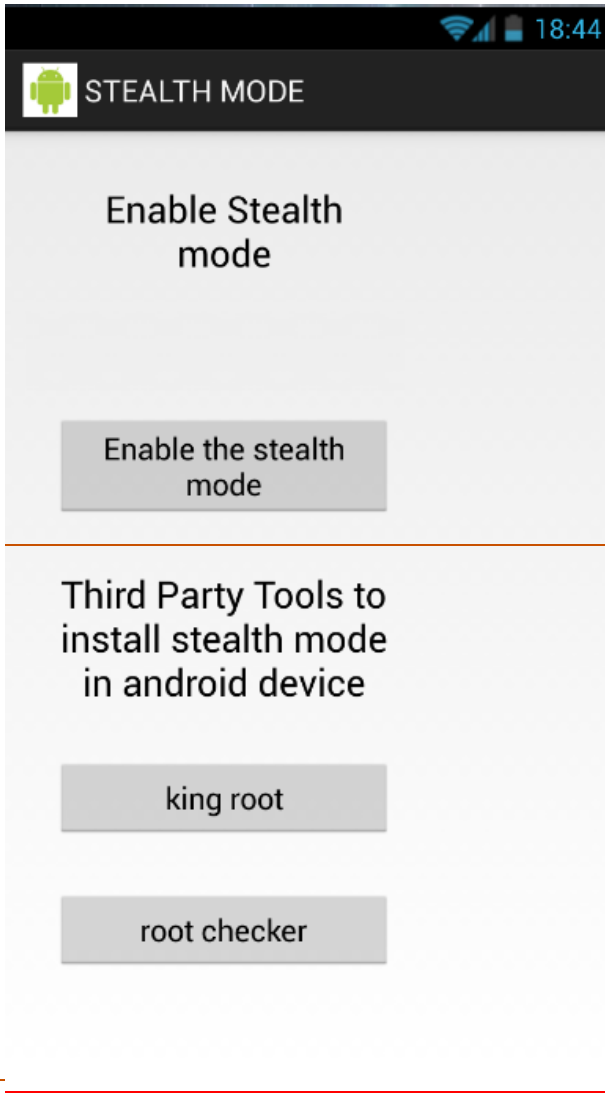 18:44
STEALTH MODE
Enable Stealth
mode
Enable the stealth
mode
Third Party Tools to
install stealth mode
in android device
king root
root checker